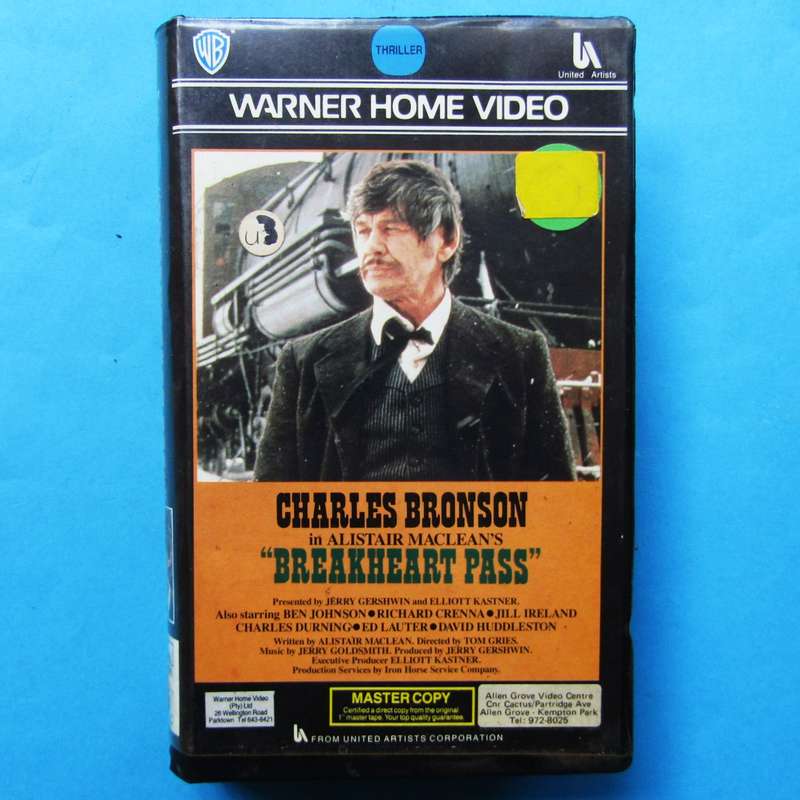 WB
THRILLER
United Artists
WARNER HOME VIDEO
CHARLES BRONSON
in ALISTAIR MACLEAN'S
"BREAKHEART PASS"
Presented by JERRY GERSHWIN and ELLIOTT KASTNER.
Also starring BEN JOHNSON●RICHARD CRENNA●JILL IRELAND
CHARLES DURNING●ED LAUTER●DAVID HUDDLESTON
Written by ALISTAIR MACLEAN. Directed by TOM GRIES.
Music by JERRY GOLDSMITH. Produced by JERRY GERSHWIN.
Executive Producer ELLIOTT KASTNER.
Production Services by Iron Horse Service Company.
Warner Home Video
(Pty) Ltd
26 Wellington Road
Parktown Tel 643-6421
MASTER COPY
Certified a direct copy from the original
1" master tape. Your top quality guarantee.
Allen Grove Video Centre
Cnr Cactus/Partridge Ave
Allen Grove - Kempton Park
Tel: 972-8025
FROM UNITED ARTISTS CORPORATION